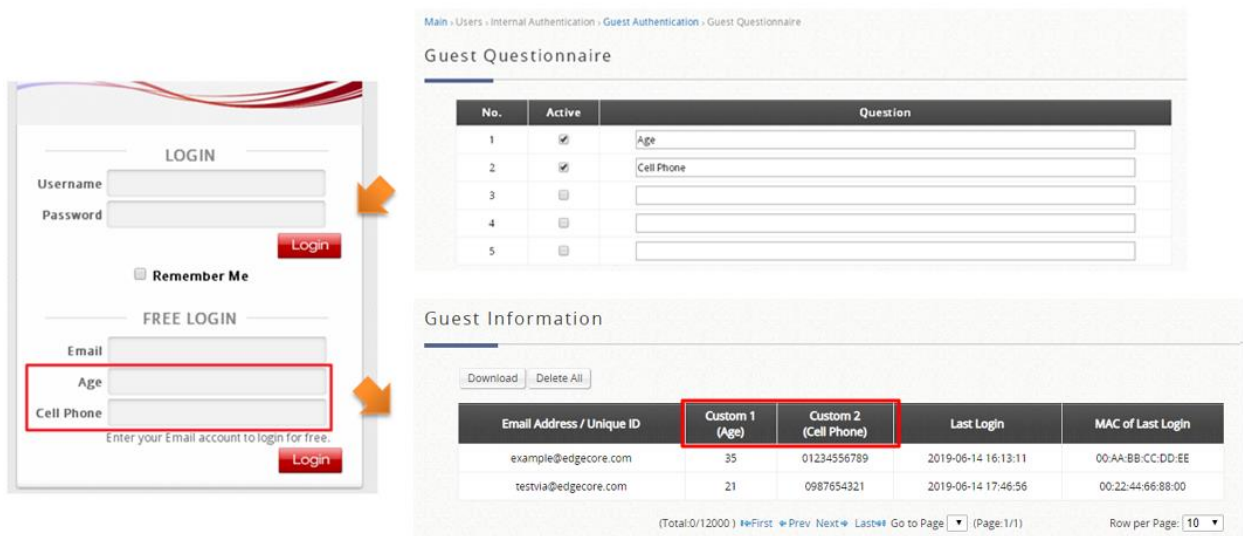 LOGIN
Username
Password
Login
Remember Me
FREE LOGIN
Email
Age
Cell Phone
Enter your Email account to login for free.
Login
Main › Users › Internal Authentication › Guest Authentication › Guest Questionnaire
Guest Questionnaire
No. Active Question
1 Age
2 Cell Phone
3
4
5
Guest Information
Download Delete All
Email Address / Unique ID Custom 1 (Age) Custom 2 (Cell Phone) Last Login MAC of Last Login
example@edgecore.com 35 01234556789 2019-06-14 16:13:11 00:AA:BB:CC:DD:EE
testvia@edgecore.com 21 0987654321 2019-06-14 17:46:56 00:22:44:66:88:00
(Total:0/12000) First Prev Next Last Go to Page (Page:1/1) Row per Page: 10